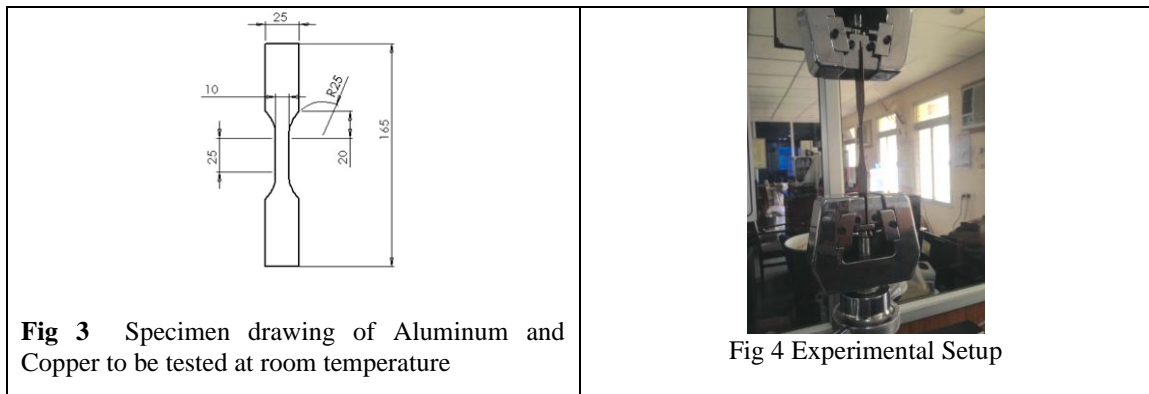 25
10
R25
165
25
20
Fig 3 Specimen drawing of Aluminum and
Copper to be tested at room temperature
Fig 4 Experimental Setup